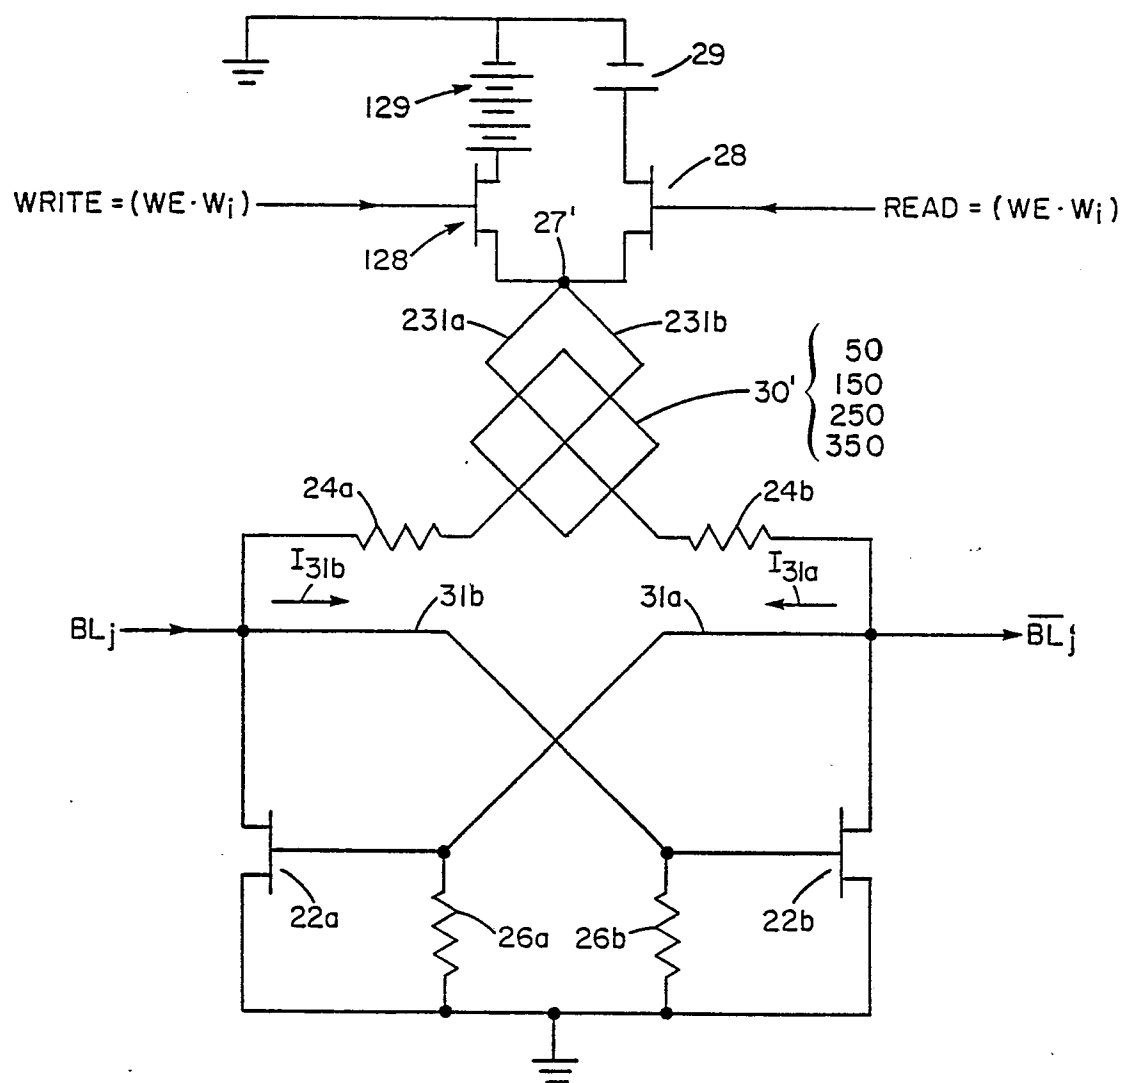 29
129
28
WRITE = (WE · Wi)
READ = (WE · Wi)
27'
128
231a
231b
30'
50
150
250
350
24a
24b
I31b
I31a
31b
31a
BLj
B̅L̅j
22a
26a
26b
22b